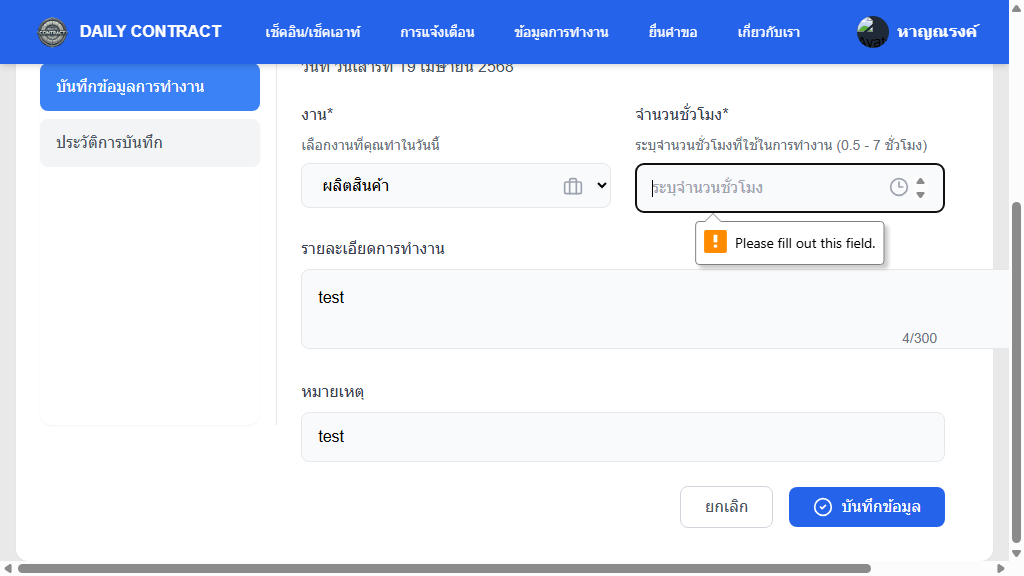 DAILY CONTRACT
เช็คอิน/เช็คเอาท์
การแจ้งเตือน
ข้อมูลการทำงาน
ยื่นคำขอ
เกี่ยวกับเรา
หาญณรงค์
บันทึกข้อมูลการทำงาน
ประวัติการบันทึก
วันที่ วันเสาร์ที่ 19 เมษายน 2568
งาน*
เลือกงานที่คุณทำในวันนี้
ผลิตสินค้า
จำนวนชั่วโมง*
ระบุจำนวนชั่วโมงที่ใช้ในการทำงาน (0.5 - 7 ชั่วโมง)
ระบุจำนวนชั่วโมง
Please fill out this field.
รายละเอียดการทำงาน
test
4/300
หมายเหตุ
test
ยกเลิก
บันทึกข้อมูล